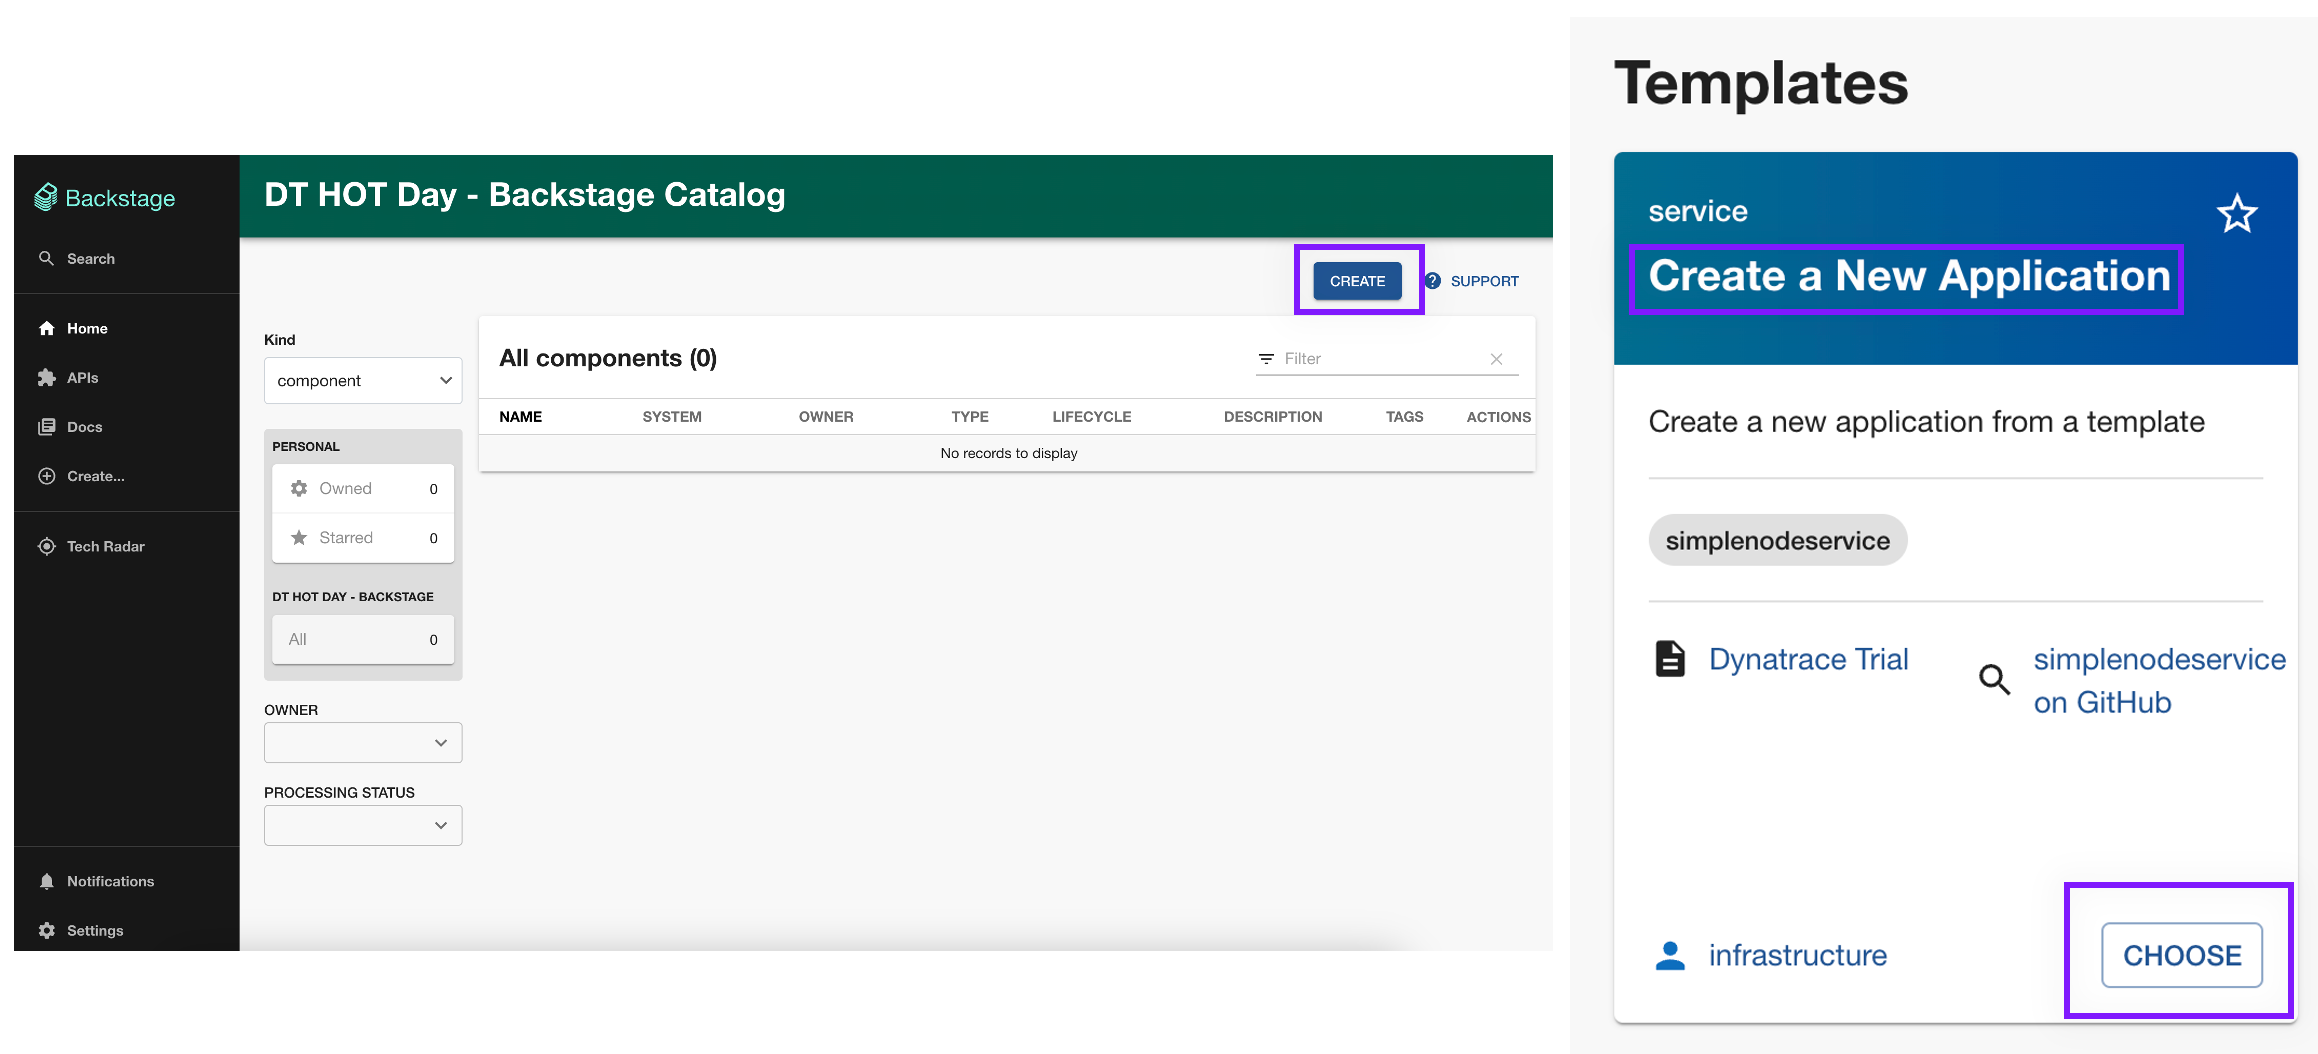 Backstage
Search
Home
APIs
Docs
Create...
Tech Radar
Notifications
Settings
DT HOT Day - Backstage Catalog
CREATE
SUPPORT
Kind
component
PERSONAL
Owned 0
Starred 0
DT HOT DAY - BACKSTAGE
All 0
OWNER
PROCESSING STATUS
All components (0)
Filter
NAME SYSTEM OWNER TYPE LIFECYCLE DESCRIPTION TAGS ACTIONS
No records to display
Templates
service
Create a New Application
Create a new application from a template
simplenodeservice
Dynatrace Trial
simplenodeservice
on GitHub
infrastructure
CHOOSE